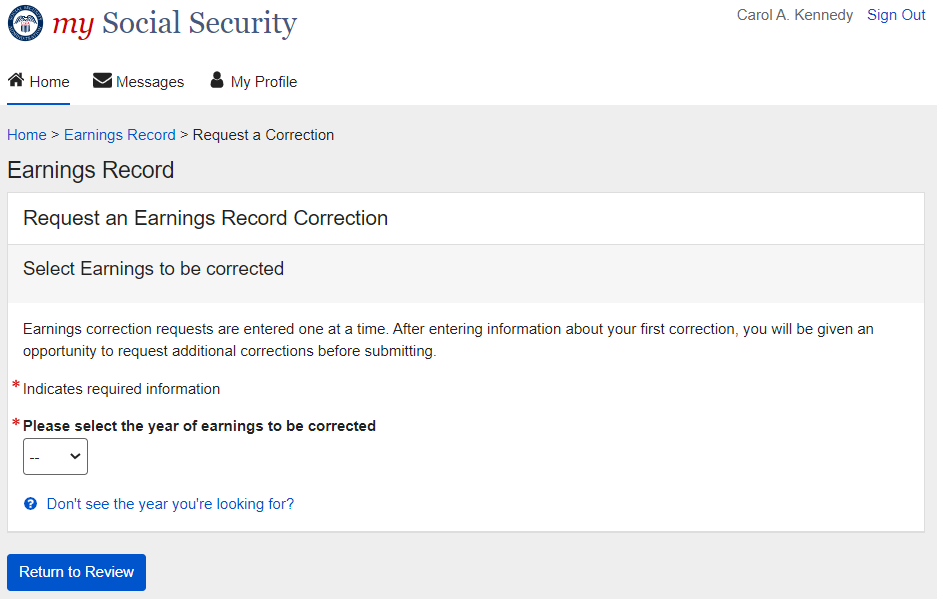 my Social Security
Carol A. Kennedy Sign Out
Home Messages My Profile
Home > Earnings Record > Request a Correction
Earnings Record
Request an Earnings Record Correction
Select Earnings to be corrected
Earnings correction requests are entered one at a time. After entering information about your first correction, you will be given an
opportunity to request additional corrections before submitting.
* Indicates required information
* Please select the year of earnings to be corrected
--
? Don't see the year you're looking for?
Return to Review